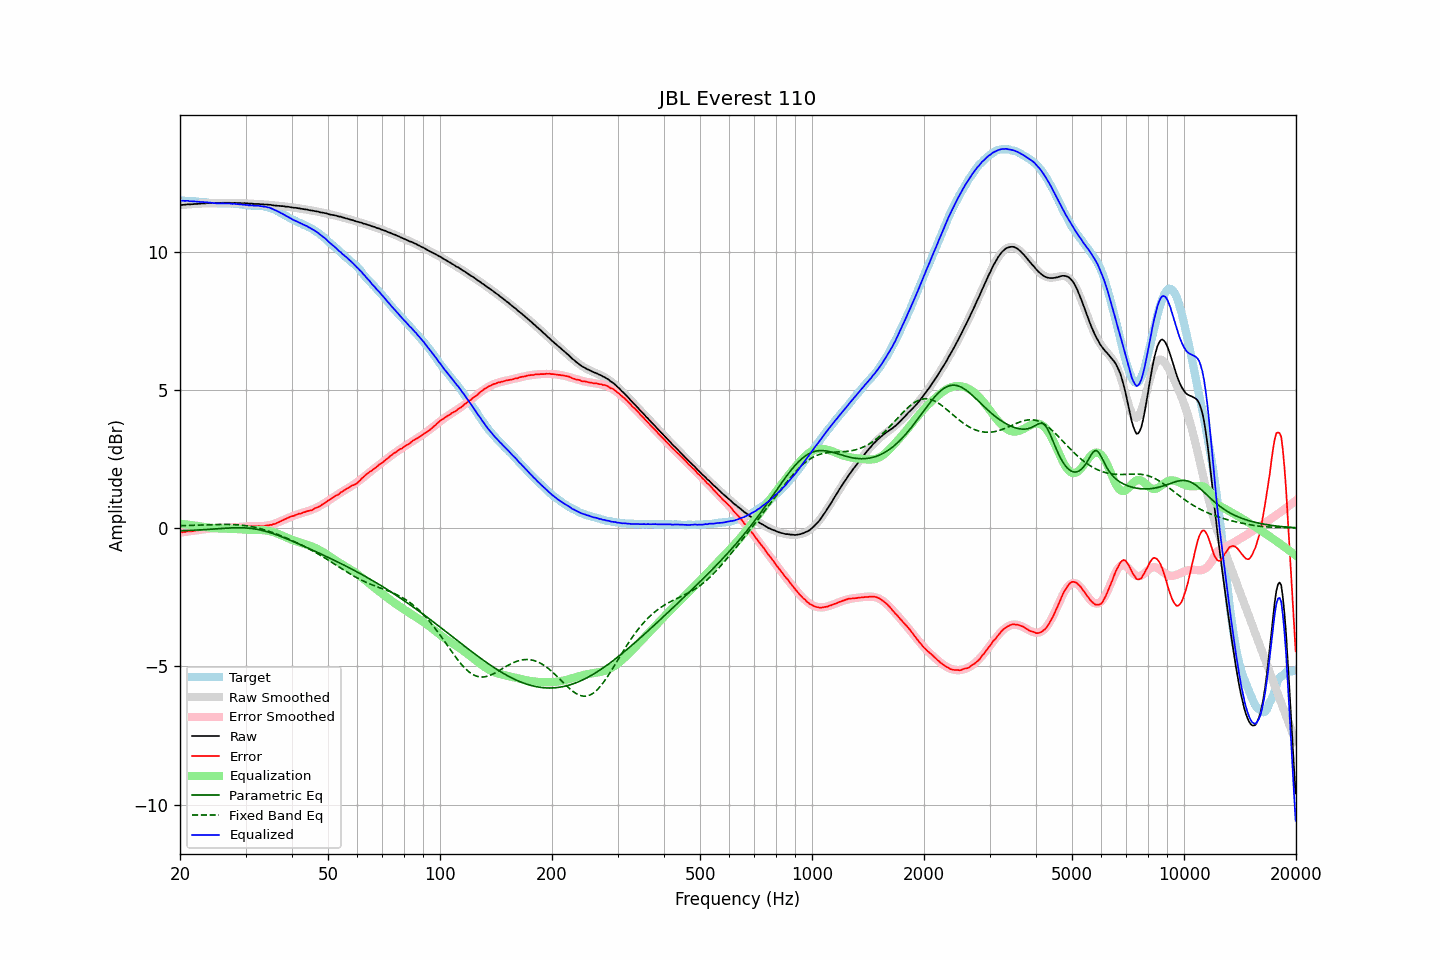 JBL Everest 110
Amplitude (dBr)
10
5
0
−5
−10
Target
Raw Smoothed
Error Smoothed
Raw
Error
Equalization
Parametric Eq
Fixed Band Eq
Equalized
20 50 100 200 500 1000 2000 5000 10000 20000
Frequency (Hz)